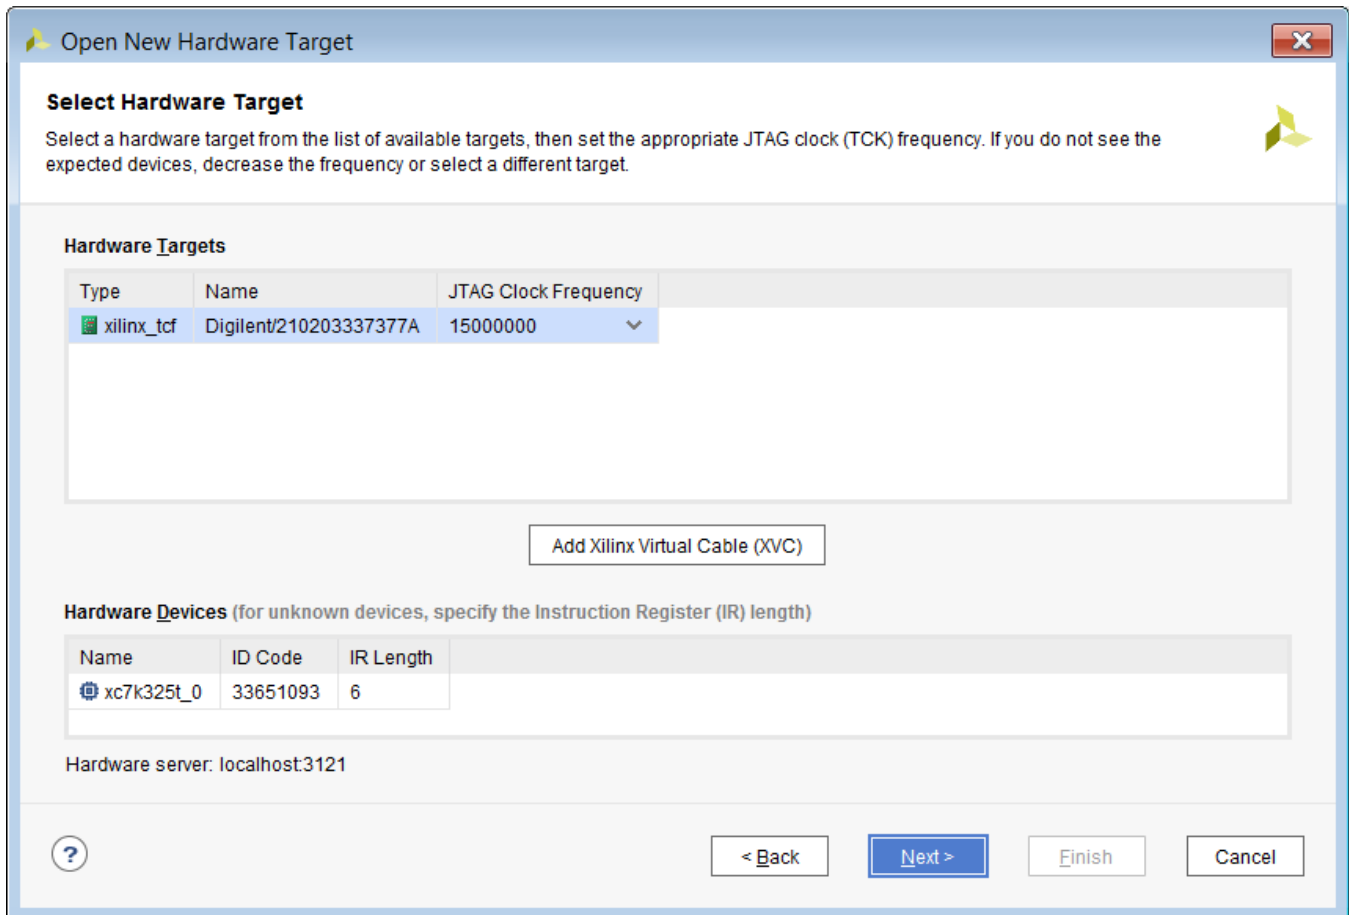 Open New Hardware Target
Select Hardware Target
Select a hardware target from the list of available targets, then set the appropriate JTAG clock (TCK) frequency. If you do not see the
expected devices, decrease the frequency or select a different target.
Hardware Targets
Type Name JTAG Clock Frequency
xilinx_tcf Digilent/210203337377A 15000000
Add Xilinx Virtual Cable (XVC)
Hardware Devices (for unknown devices, specify the Instruction Register (IR) length)
Name ID Code IR Length
xc7k325t_0 33651093 6
Hardware server: localhost:3121
? < Back Next > Finish Cancel